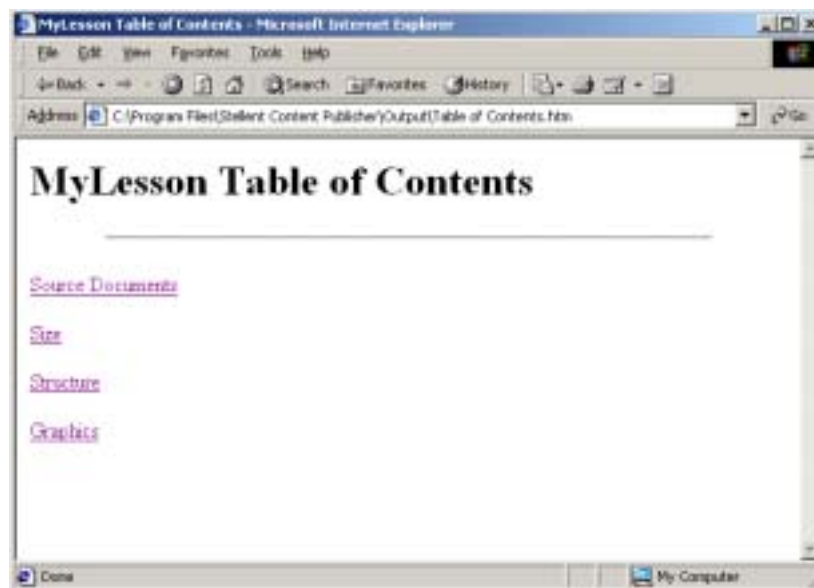 MyLesson Table of Contents - Microsoft Internet Explorer
File Edit View Favorites Tools Help
Back Search Favorites History
Address C:\Program Files\Stellent Content Publisher\Output\Table of Contents.htm Go
MyLesson Table of Contents
Source Documents
Size
Structure
Graphics
Done My Computer